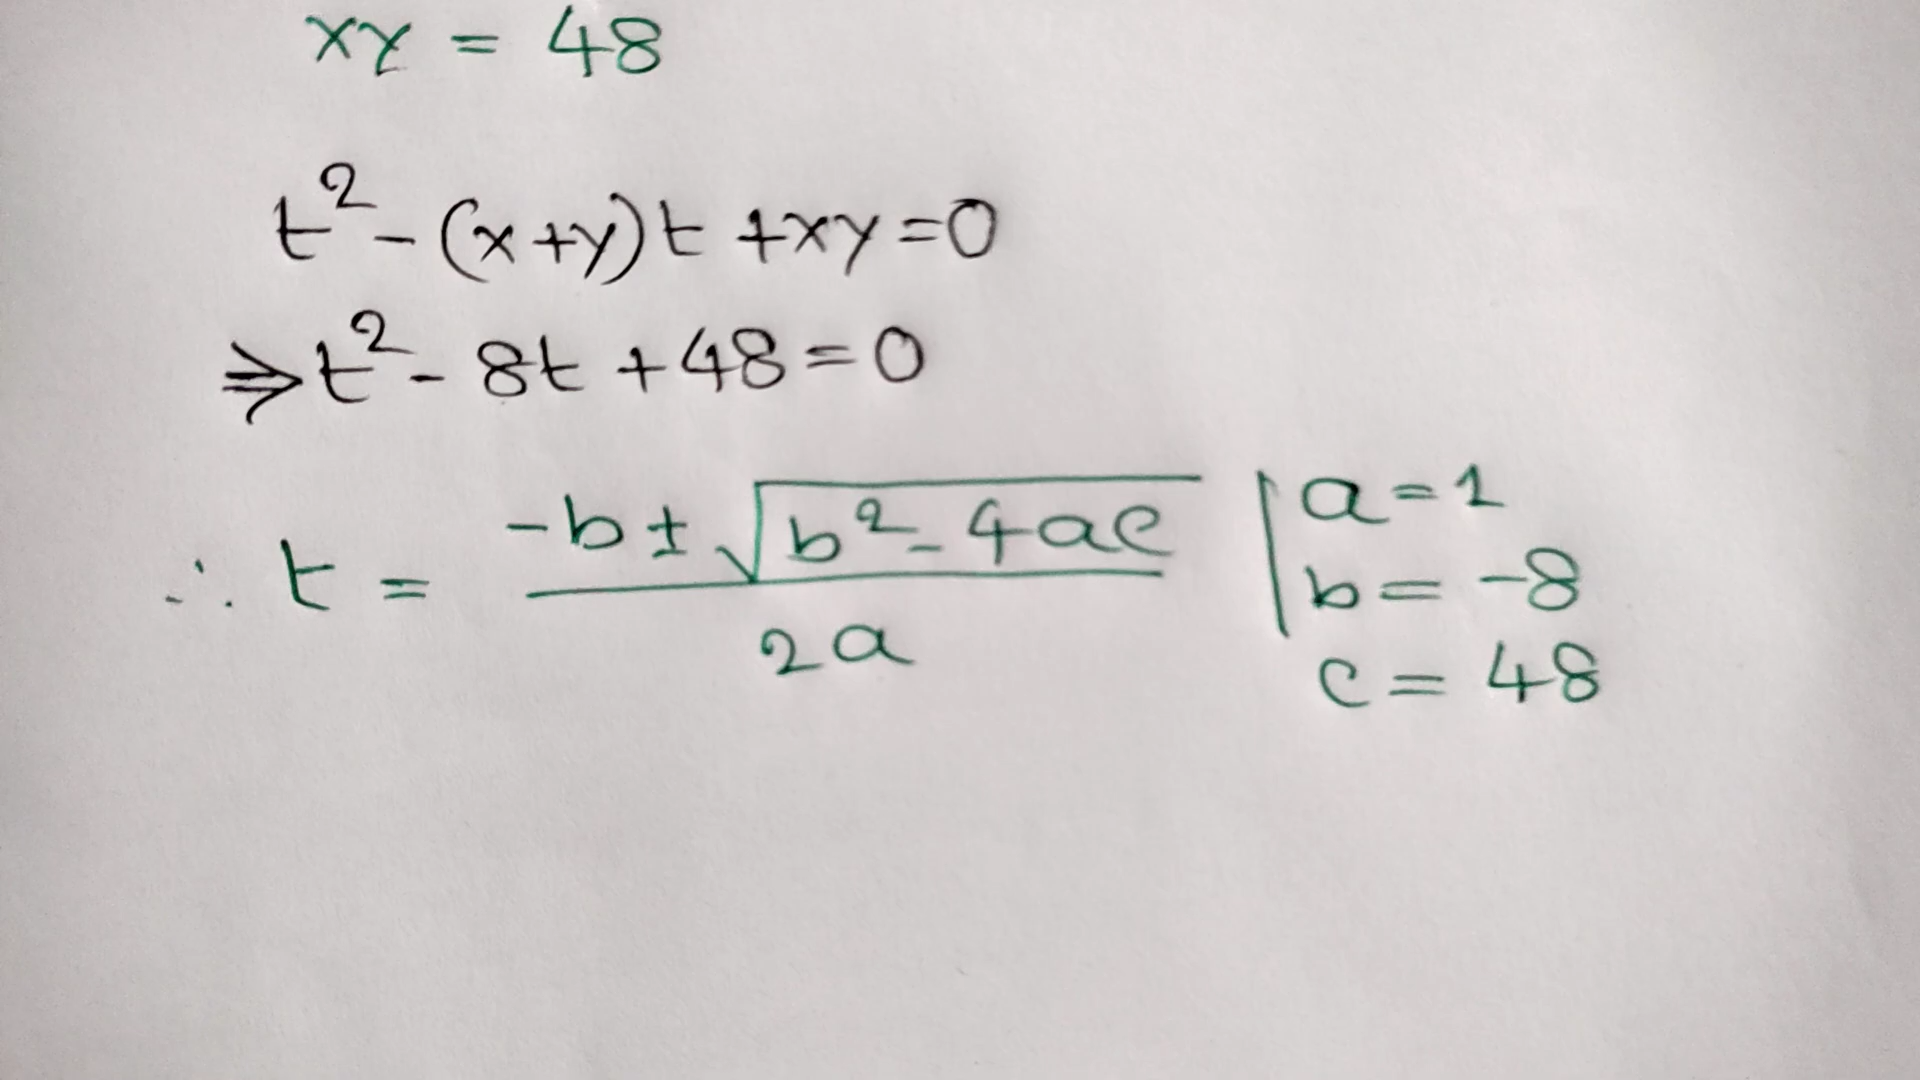 xy = 48
t² - (x+y)t + xy = 0
⇒ t² - 8t + 48 = 0
∴ t = (-b ± √(b² - 4ac)) / 2a
a = 1
b = -8
c = 48